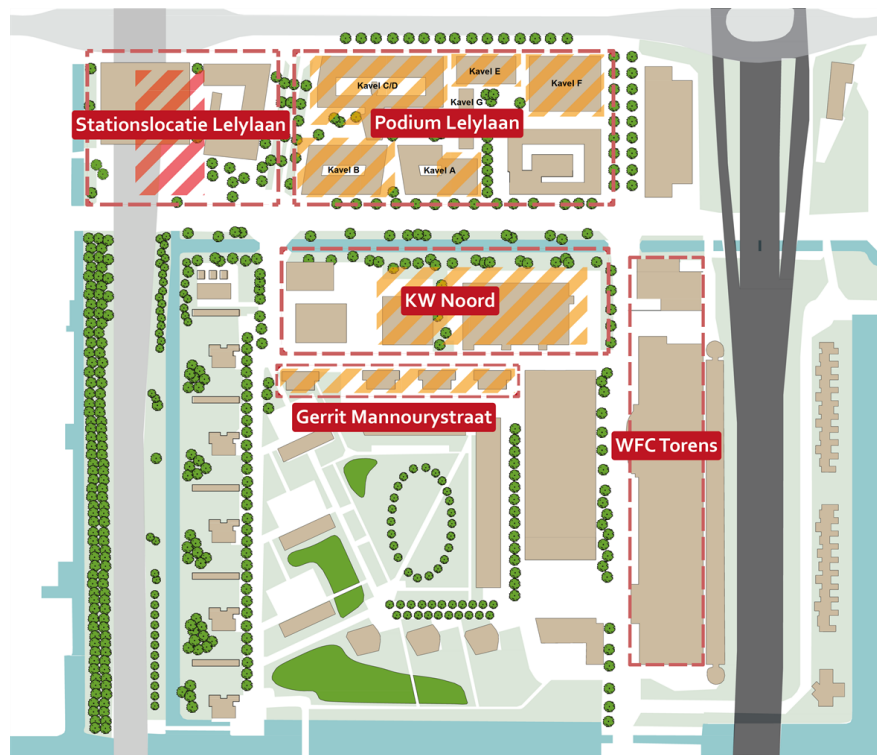 Kavel E
Kavel C/D
Kavel F
Kavel G
Stationslocatie Lelylaan
Podium Lelylaan
Kavel B
Kavel A
KW Noord
Gerrit Mannourystraat
WFC Torens